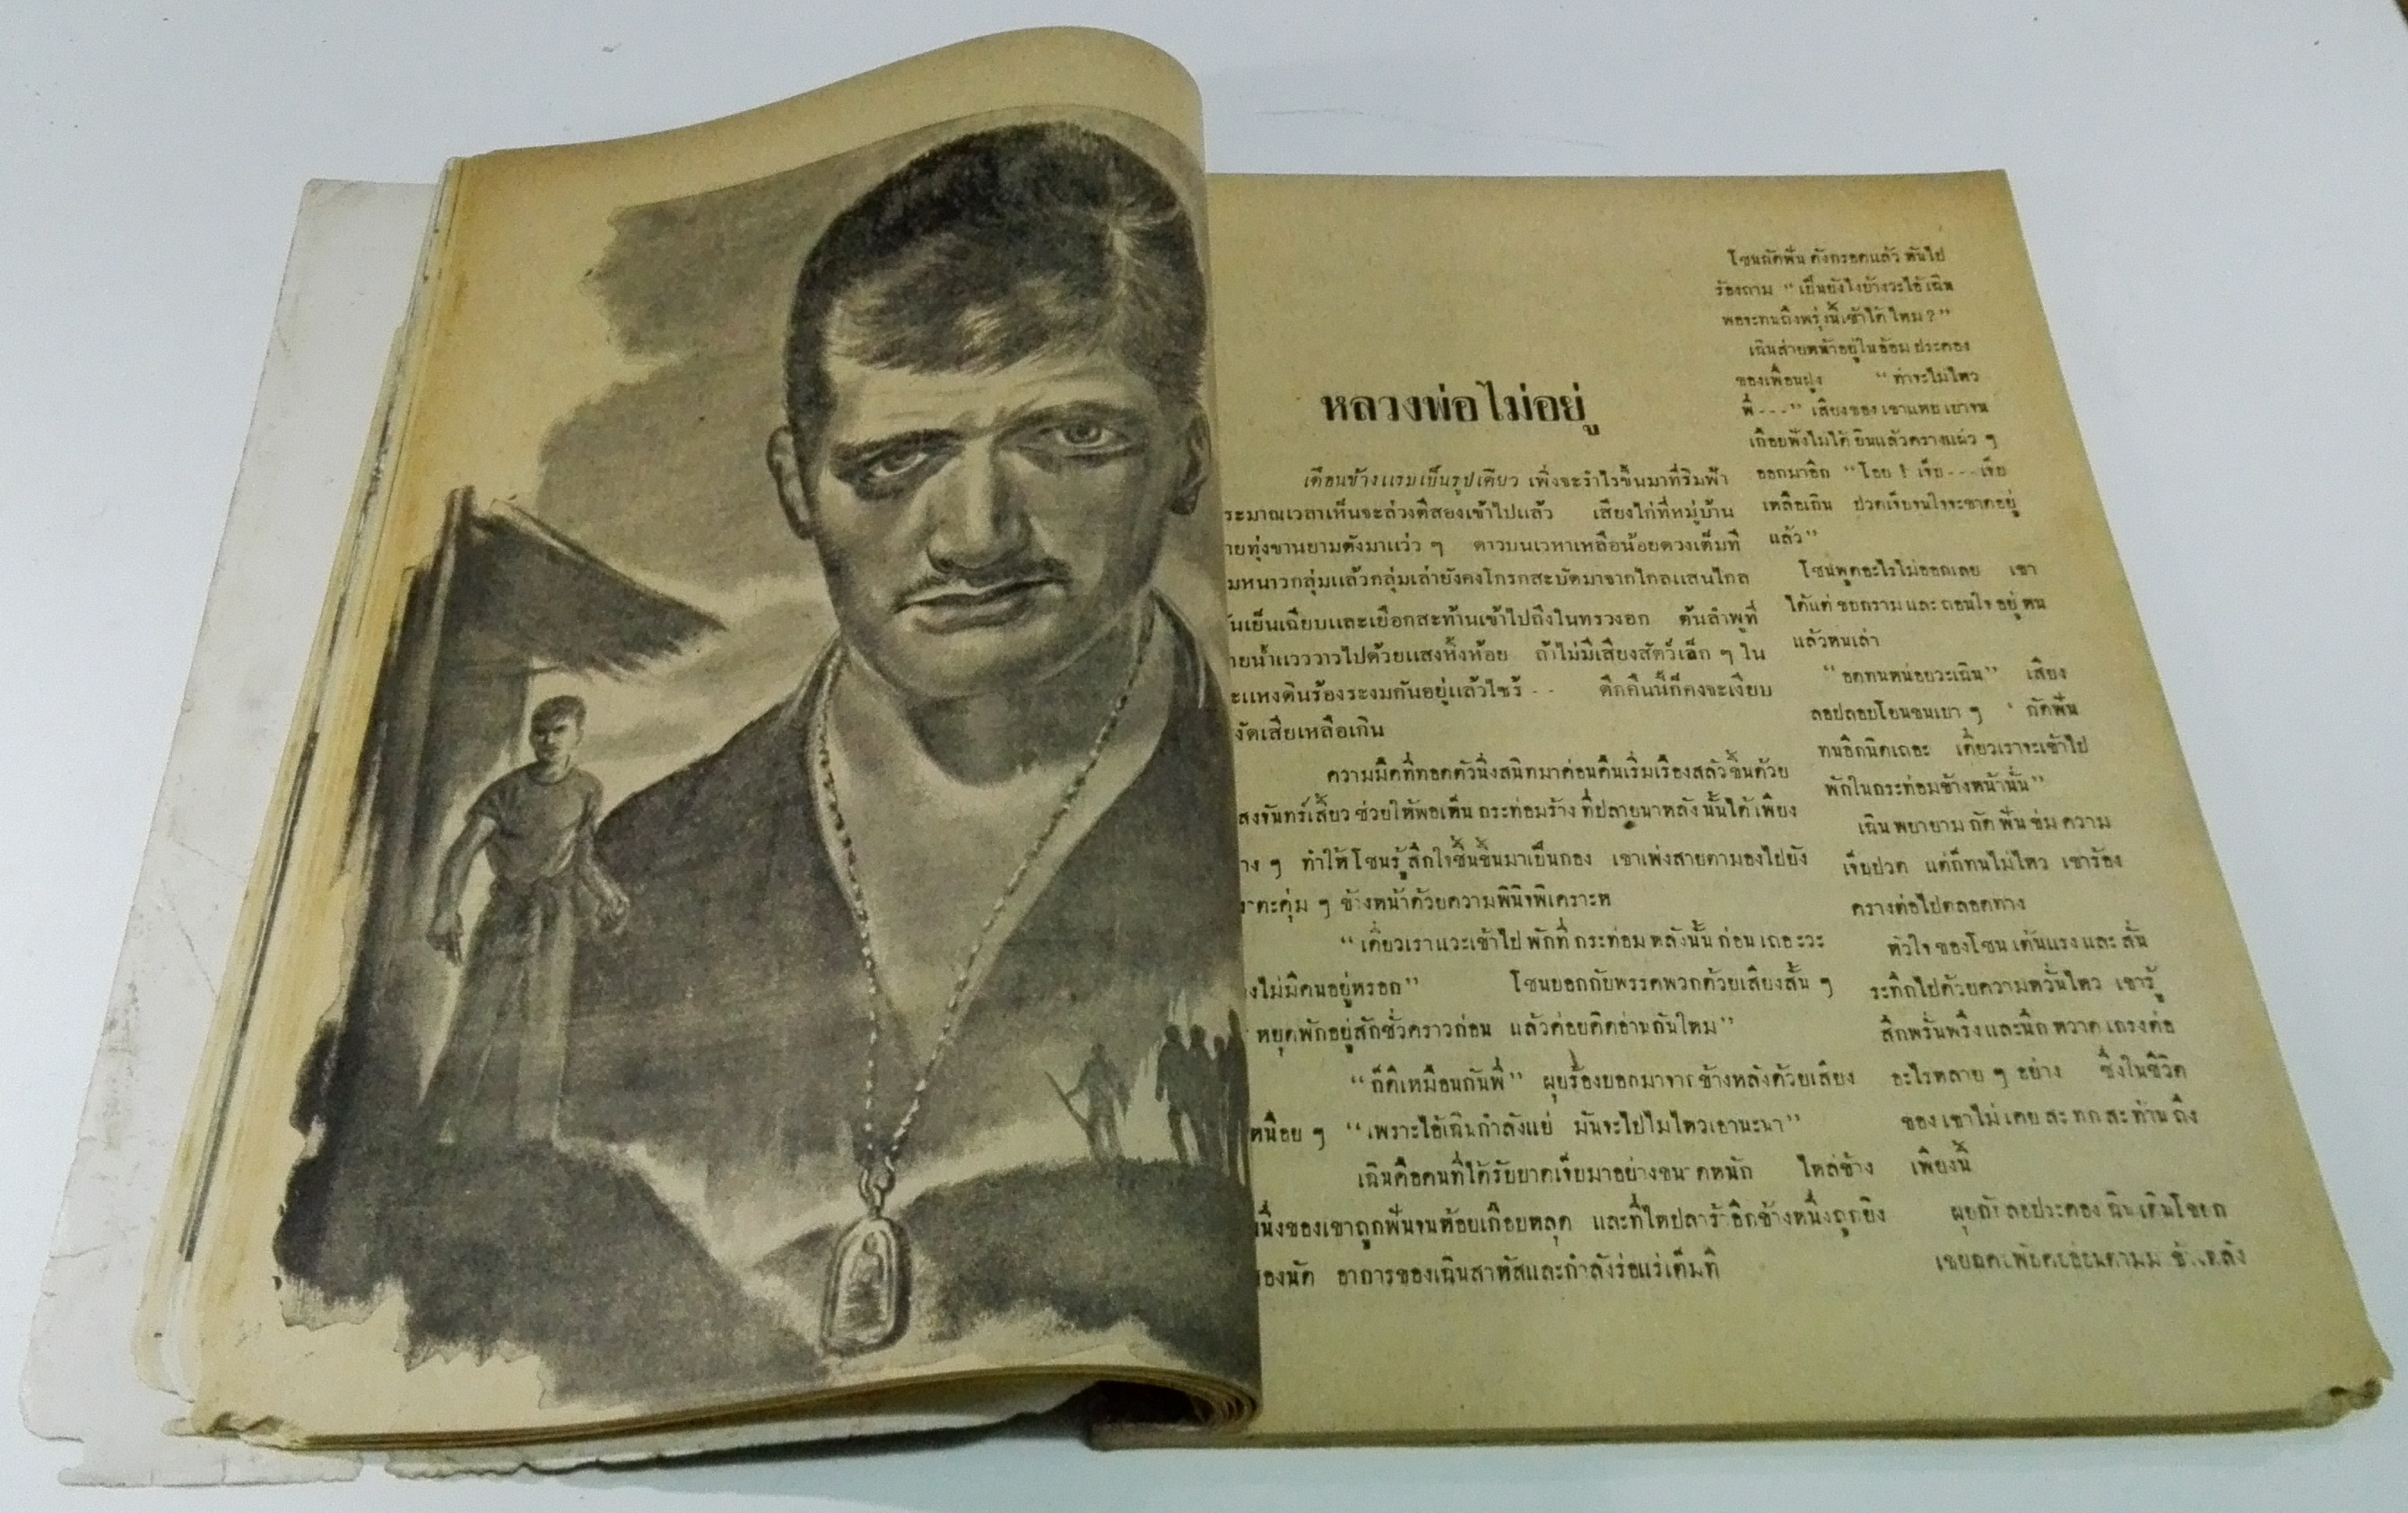 หลวงพ่อไม่อยู่
เดือนข้างแรมเป็นรูปเคียว เพิ่งจะรำไรขึ้นมาที่ริมฟ้า
ระมาณเวลาเห็นจะล่วงตีสองเข้าไปแล้ว เสียงไก่ที่หมู่บ้าน
ายทุ่งขานยามดังมาแว่ว ๆ ดาวบนเวหาเหลือน้อยดวงเต็มที
มหนาวกลุ่มแล้วกลุ่มเล่ายังคงโกรกสะบัดมาจากไกลแสนไกล
ันเย็นเฉียบและเยือกสะท้านเข้าไปถึงในทรวงอก ต้นลำพูที่
ายน้ำแวววาวไปด้วยแสงหิ่งห้อย ถ้าไม่มีเสียงสัตว์เล็ก ๆ ใน
ะแหงดินร้องระงมกันอยู่แล้วไซร้ -- ดึกคืนนี้ก็คงจะเงียบ
งัดเสียเหลือเกิน
ความมืดที่ทอดตัวนิ่งสนิทมาค่อนคืนเริ่มเรืองสลัวขึ้นด้วย
สงจันทร์เสี้ยว ช่วยให้พอเห็น กระท่อมร้าง ที่ปลายนาหลัง นั้นได้ เพียง
าง ๆ ทำให้โชนรู้สึกใจชื้นขึ้นมาเป็นกอง เขาเพ่งสายตามองไปยัง
งาตะคุ่ม ๆ ข้างหน้าด้วยความพินิจพิเคราะห
“เดี๋ยวเราแวะเข้าไป พักที่ กระท่อม หลังนั้น ก่อน เถอะวะ
งไม่มีคนอยู่หรอก” โชนบอกกับพรรคพวกด้วยเสียงสั้น ๆ
หยุดพักอยู่สักชั่วคราวก่อน แล้วค่อยคิดอ่านกันใหม่”
“ก็ดีเหมือนกันพี่” ผุยร้องบอกมาจากข้างหลังด้วยเสียง
หนือย ๆ “เพราะไอ้เฉินกำลังแย่ มันจะไปไม่ไหวเอานะนา”
เฉินคือคนที่ได้รับบาดเจ็บมาอย่างขนาดหนัก ไหล่ข้าง
นึ่งของเขาถูกฟันจนห้อยเกือบหลุด และที่ไหปลาร้าอีกข้างหนึ่งถูกยิง
องนัด อาการของเฉินสาหัสและกำลังร่อแร่เต็มที
โชนกัดฟัน ดังกรอดแล้ว หันไป
ร้องถาม “เป็นยังไงบ้างวะไอ้เฉิน
พอจะทนถึงพรุ่งนี้เช้าได้ไหม?”
เฉินส่ายหน้าอยู่ในอ้อม ประคอง
ของเพื่อนฝูง “ท่าจะไม่ไหว
พี่ ---” เสียงของ เขาแหบ เบาจน
เกือบฟังไม่ได้ ยินแล้วครางแผ่ว ๆ
ออกมาอีก “โอย ! เจ็บ --- เจ็บ
เหลือเกิน ปวดเจียนใจจะขาดอยู่
แล้ว”
โชนพูดอะไรไม่ออกเลย เขา
ได้แต่ ขบกราม และ ถอนใจ อยู่ หน
แล้วหนเล่า
“อดทนหน่อยวะเฉิน” เสียง
ลอปลอบโยนซนเบา ๆ ‘ กัดฟัน
ทนอีกนิดเถอะ เดี๋ยวเราจะเข้าไป
พักในกระท่อมข้างหน้านั่น”
เฉิน พยายาม กัด ฟัน ข่ม ความ
เจ็บปวด แต่ก็ทนไม่ไหว เขาร้อง
ครางต่อไปตลอดทาง
หัวใจ ของโชน เต้นแรง และ สั่น
ระทึกไปด้วยความหวั่นไหว เขารู้
สึกพรั่นพรึงและนึก หวาด เกรงต่อ
อะไรหลาย ๆ อย่าง ซึ่งในชีวิต
ของ เขาไม่ เคย สะ ทก สะ ท้าน ถึง
เพียงนี้
ผุยกับ ลอประคอง เฉิน เดิน โขยก